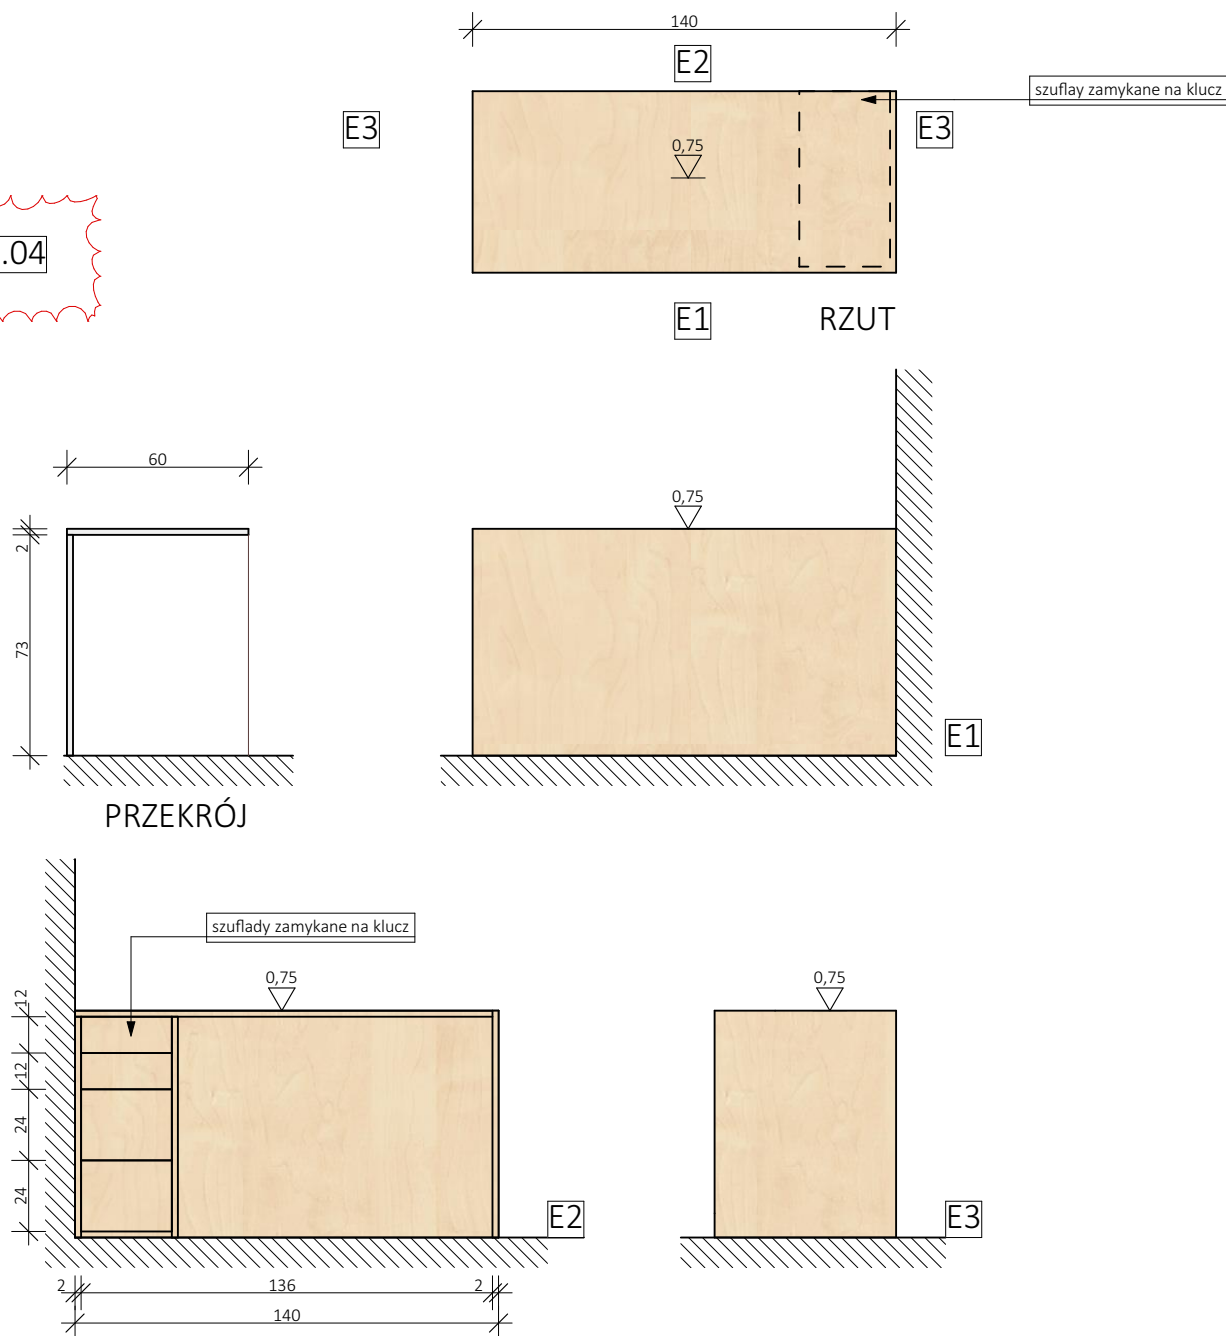 140
E2
szuflay zamykane na klucz
E3
0,75
E3
.04
E1
RZUT
60
0,75
2
73
E1
PRZEKRÓJ
szuflady zamykane na klucz
0,75
0,75
12
12
24
24
E2
E3
2
136
2
140